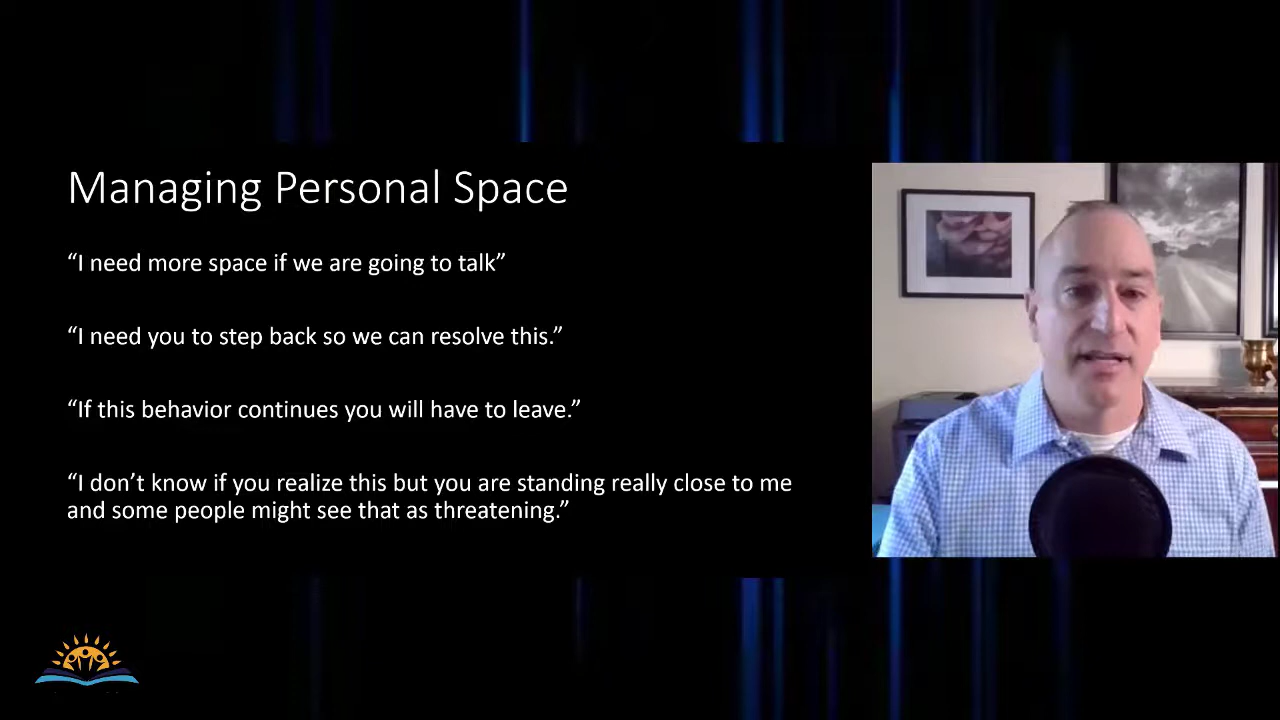 Managing Personal Space
“I need more space if we are going to talk”
“I need you to step back so we can resolve this.”
“If this behavior continues you will have to leave.”
“I don’t know if you realize this but you are standing really close to me
and some people might see that as threatening.”